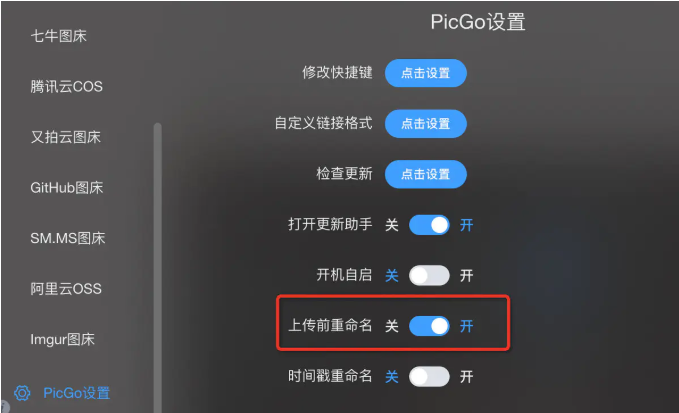 PicGo设置
七牛图床
腾讯云COS
又拍云图床
GitHub图床
SM.MS图床
阿里云OSS
Imgur图床
PicGo设置
修改快捷键 点击设置
自定义链接格式 点击设置
检查更新 点击设置
打开更新助手 关 开
开机自启 关 开
上传前重命名 关 开
时间戳重命名 关 开